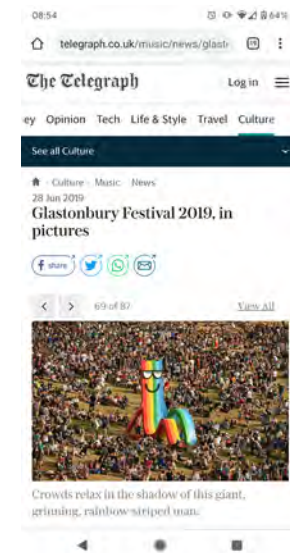 08:54
64%
telegraph.co.uk/music/news/glast
The Telegraph
Log in
ey Opinion Tech Life & Style Travel Culture
See all Culture
Culture Music News
28 Jun 2019
Glastonbury Festival 2019, in
pictures
share
69 of 87
View All
Crowds relax in the shadow of this giant,
grinning, rainbow-striped man.